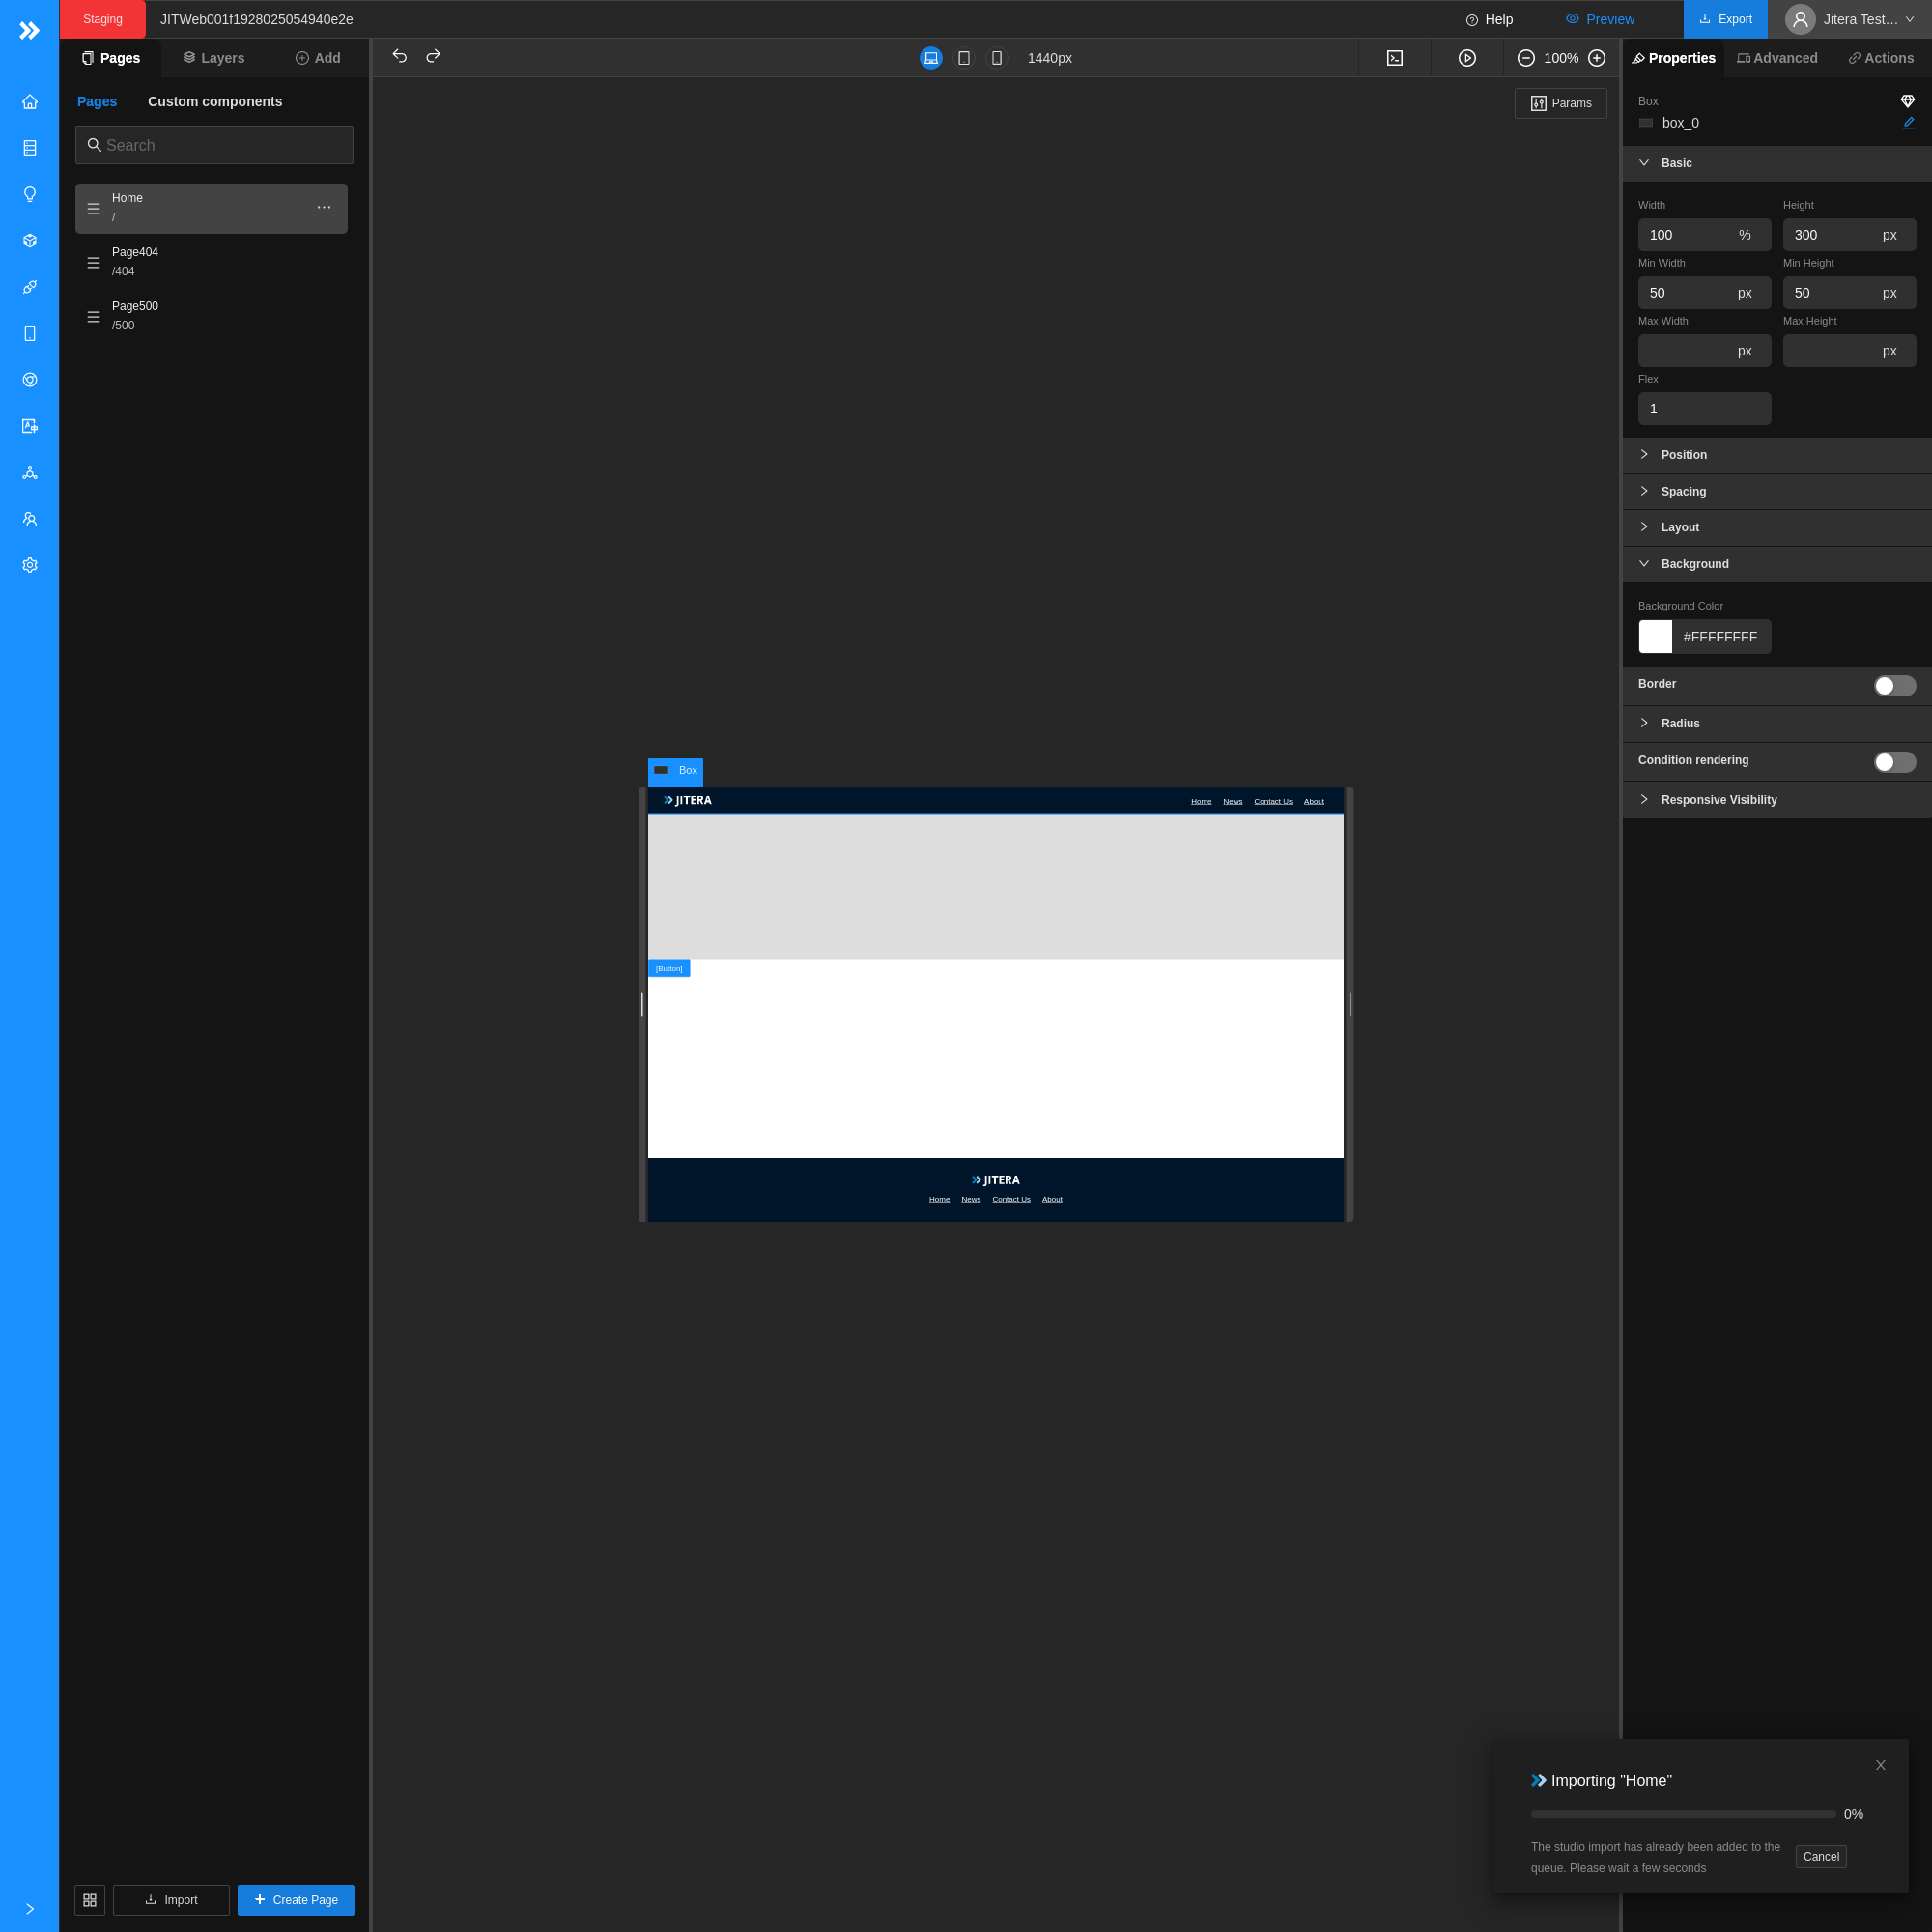 Staging
JITWeb001f1928025054940e2e
Help
Preview
Export
Jitera Test…
Pages
Layers
Add
1440px
100%
Properties
Advanced
Actions
Pages
Custom components
Params
Search
Home
/
Page404
/404
Page500
/500
Box
box_0
Basic
Width
Height
100 %
300 px
Min Width
Min Height
50 px
50 px
Max Width
Max Height
px
px
Flex
1
Position
Spacing
Layout
Background
Background Color
#FFFFFFFF
Border
Radius
Condition rendering
Responsive Visibility
Box
JITERA
Home News Contact Us About
[Button]
JITERA
Home News Contact Us About
Importing "Home"
0%
The studio import has already been added to the
queue. Please wait a few seconds
Cancel
Import
Create Page